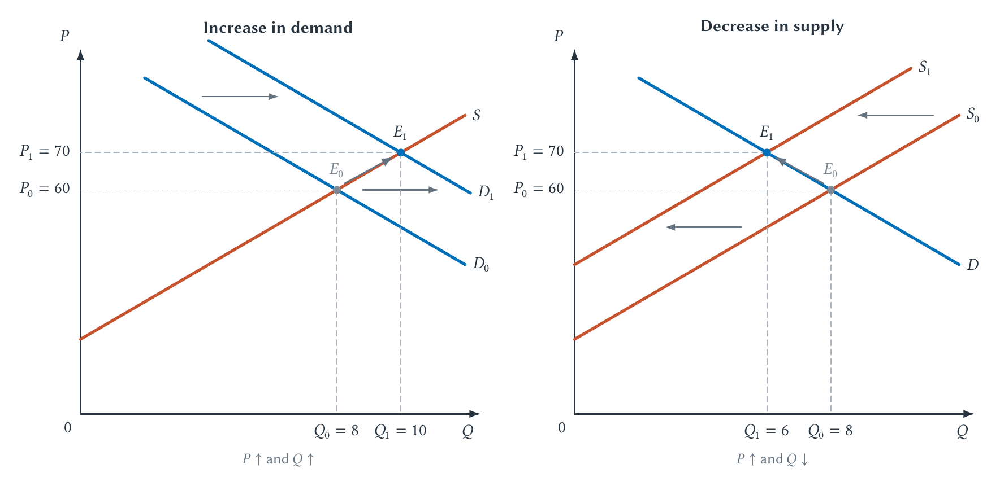 Increase in demand
P
S
E₁
P₁ = 70
E₀
P₀ = 60
D₁
D₀
0
Q₀ = 8
Q₁ = 10
Q
P ↑ and Q ↑
Decrease in supply
P
S₁
S₀
E₁
P₁ = 70
E₀
P₀ = 60
D
0
Q₁ = 6
Q₀ = 8
Q
P ↑ and Q ↓